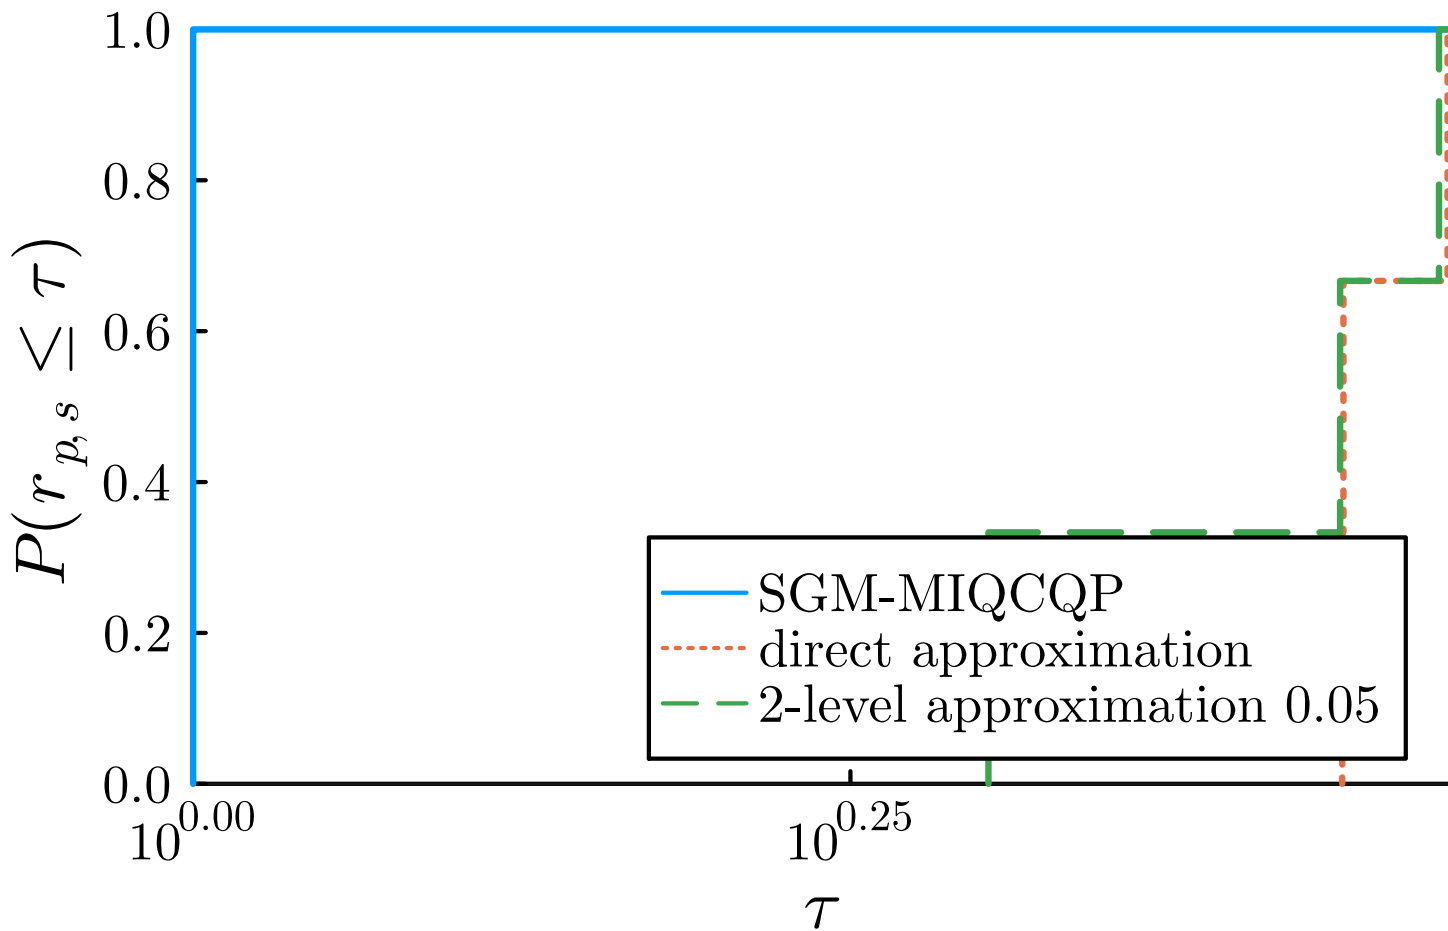 1.0
0.8
0.6
0.4
0.2
0.0
P(r_{p,s} ≤ τ)
SGM-MIQCQP
direct approximation
2-level approximation 0.05
10^{0.00}
10^{0.25}
τ